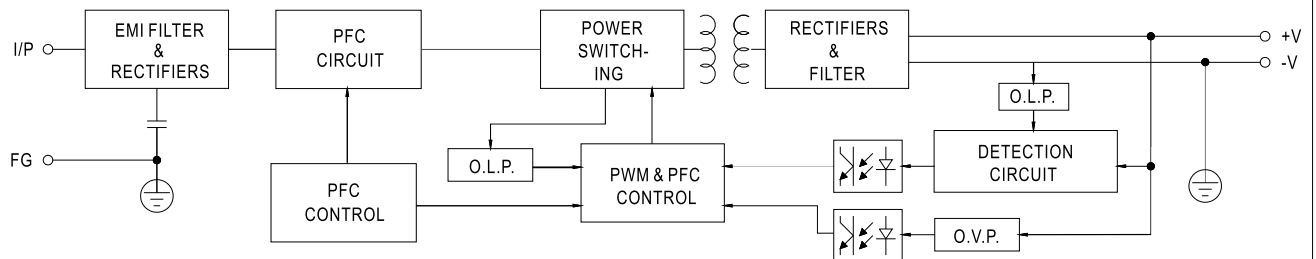 I/P
EMI FILTER
&
RECTIFIERS
PFC
CIRCUIT
POWER
SWITCH-
ING
RECTIFIERS
&
FILTER
+V
-V
O.L.P.
FG
O.L.P.
PFC
CONTROL
PWM & PFC
CONTROL
DETECTION
CIRCUIT
O.V.P.